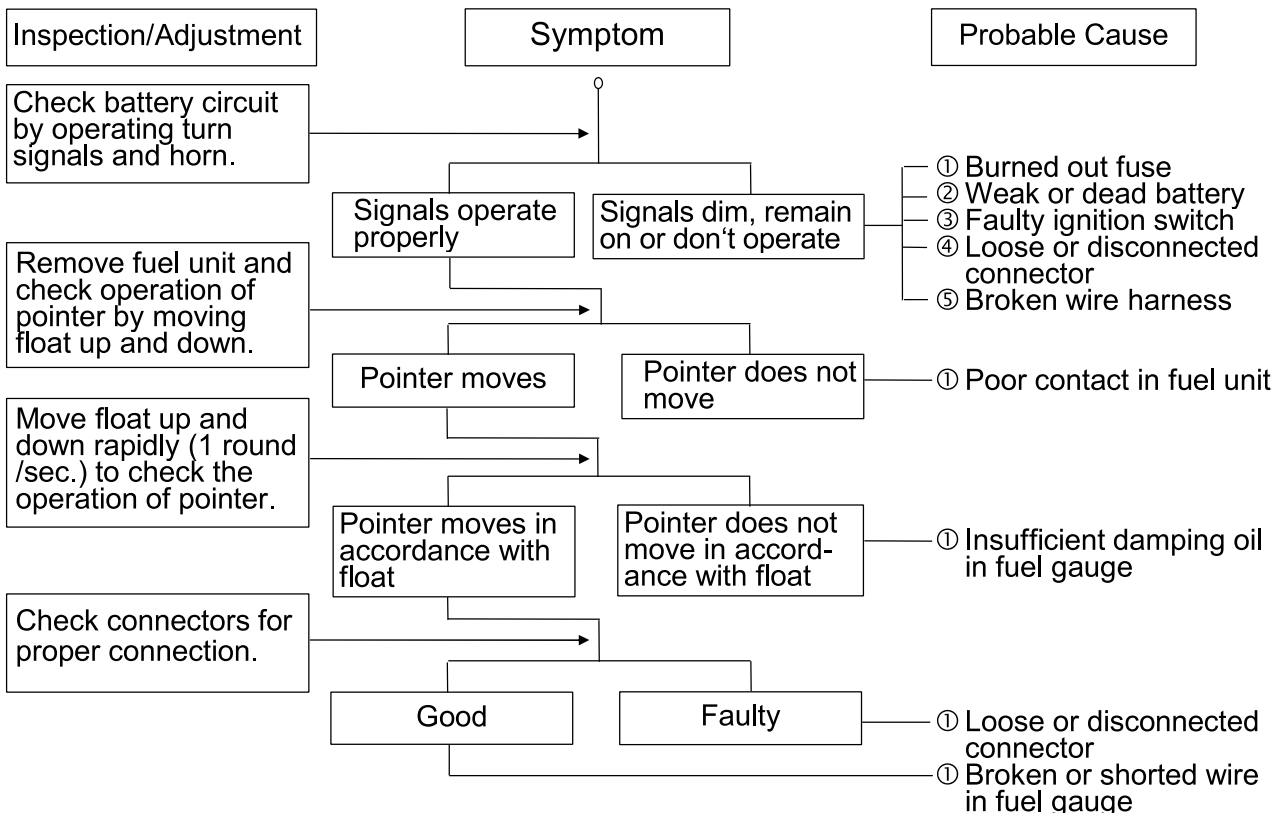 Inspection/Adjustment
Symptom
Probable Cause
Check battery circuit
by operating turn
signals and horn.
Signals operate
properly
Signals dim, remain
on or don‘t operate
① Burned out fuse
② Weak or dead battery
③ Faulty ignition switch
④ Loose or disconnected
connector
⑤ Broken wire harness
Remove fuel unit and
check operation of
pointer by moving
float up and down.
Pointer moves
Pointer does not
move
① Poor contact in fuel unit
Move float up and
down rapidly (1 round
/sec.) to check the
operation of pointer.
Pointer moves in
accordance with
float
Pointer does not
move in accord-
ance with float
① Insufficient damping oil
in fuel gauge
Check connectors for
proper connection.
Good
Faulty
① Loose or disconnected
connector
① Broken or shorted wire
in fuel gauge